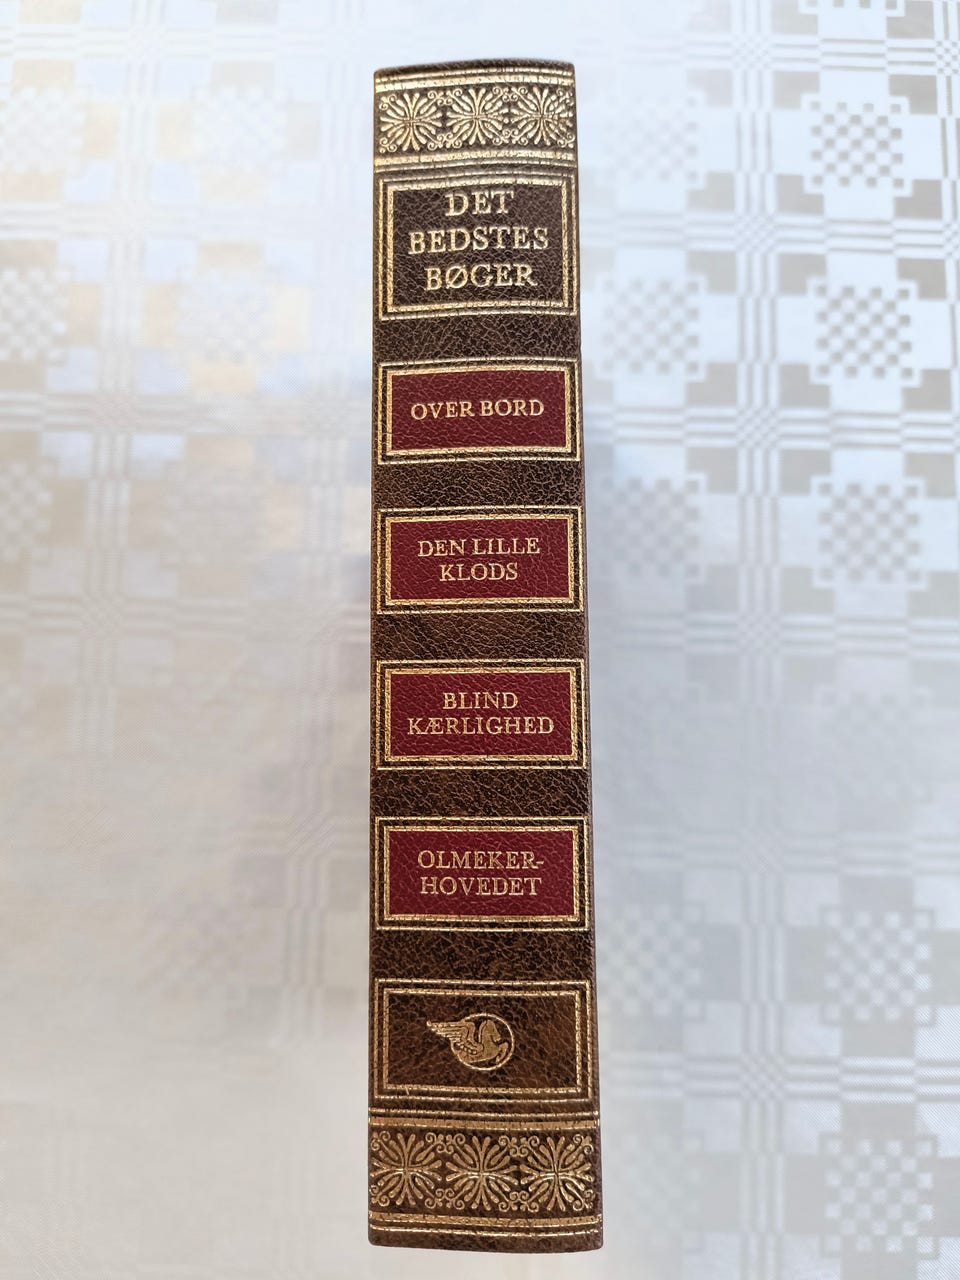 DET
BEDSTES
BØGER
OVER BORD
DEN LILLE
KLODS
BLIND
KÆRLIGHED
OLMEKER-
HOVEDET